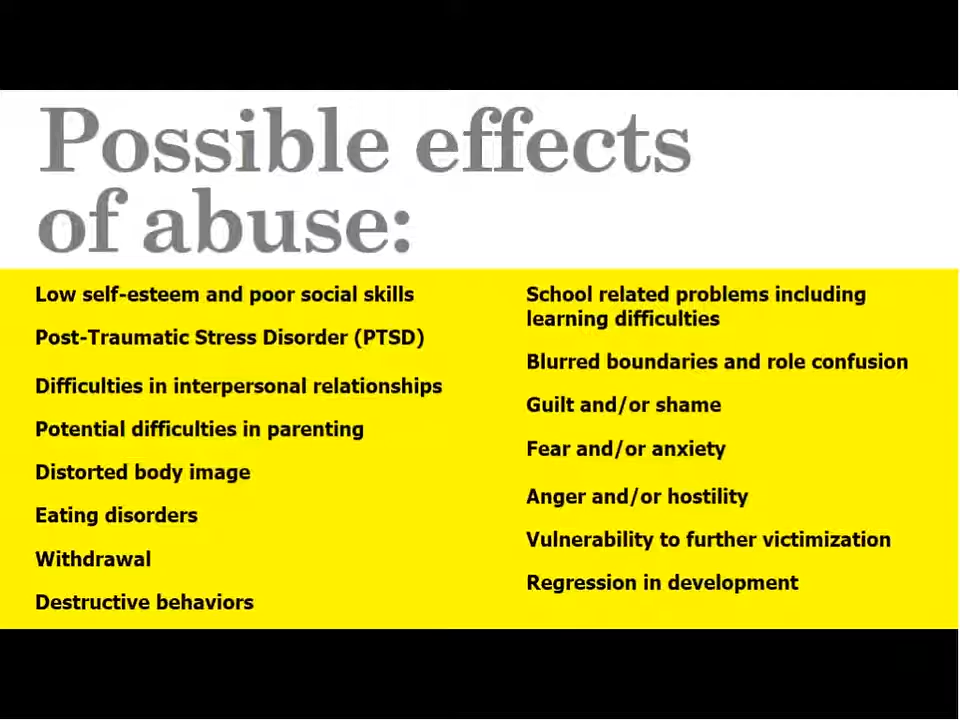 Possible effects
of abuse:
Low self-esteem and poor social skills
Post-Traumatic Stress Disorder (PTSD)
Difficulties in interpersonal relationships
Potential difficulties in parenting
Distorted body image
Eating disorders
Withdrawal
Destructive behaviors
School related problems including
learning difficulties
Blurred boundaries and role confusion
Guilt and/or shame
Fear and/or anxiety
Anger and/or hostility
Vulnerability to further victimization
Regression in development